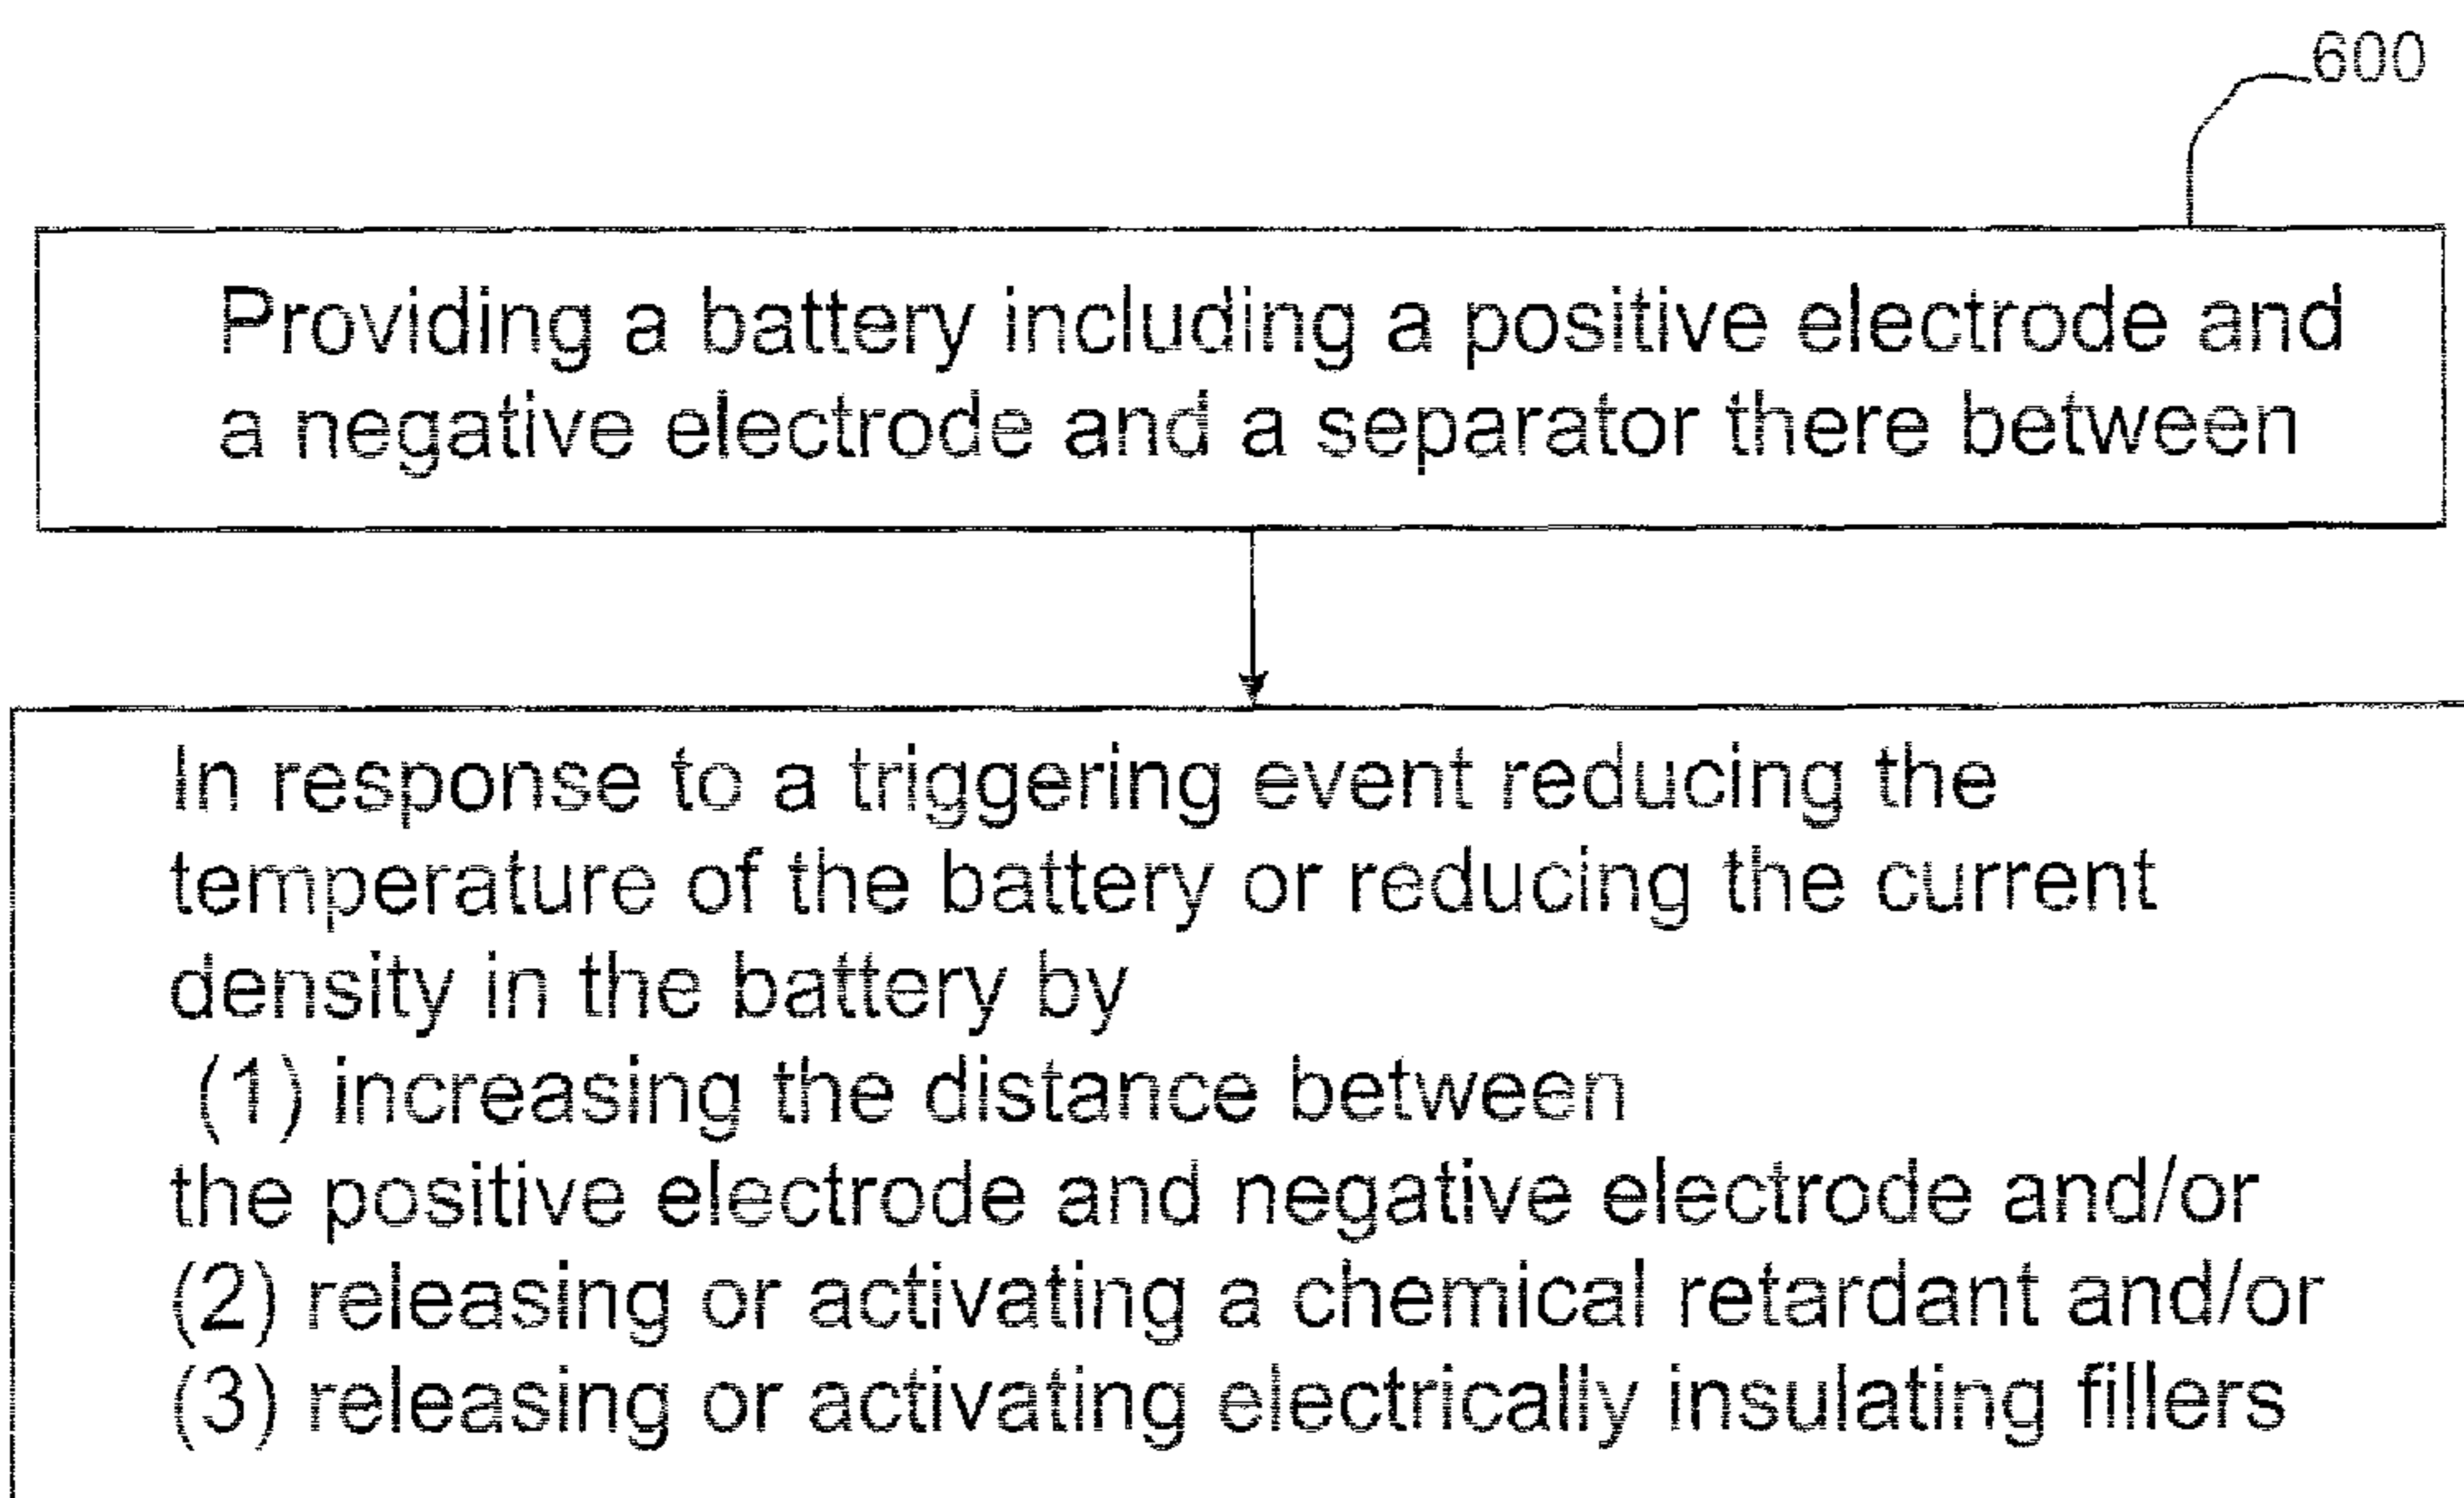 600
Providing a battery including a positive electrode and
a negative electrode and a separator there between
In response to a triggering event reducing the
temperature of the battery or reducing the current
density in the battery by
(1) increasing the distance between
the positive electrode and negative electrode and/or
(2) releasing or activating a chemical retardant and/or
(3) releasing or activating electrically insulating fillers